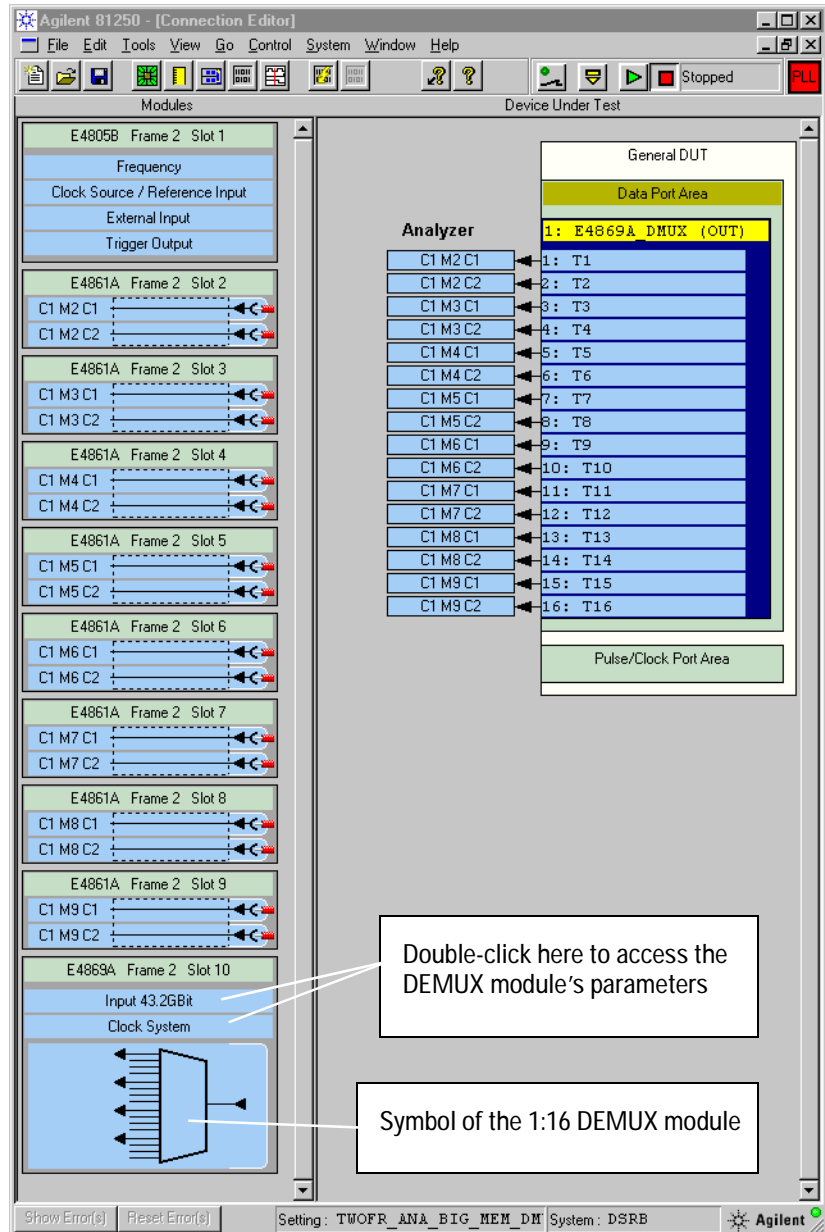 Agilent 81250 - [Connection Editor]
File Edit Tools View Go Control System Window Help
Stopped
PLL
Modules
Device Under Test
E4805B Frame 2 Slot 1
Frequency
Clock Source / Reference Input
External Input
Trigger Output
E4861A Frame 2 Slot 2
C1 M2 C1
C1 M2 C2
E4861A Frame 2 Slot 3
C1 M3 C1
C1 M3 C2
E4861A Frame 2 Slot 4
C1 M4 C1
C1 M4 C2
E4861A Frame 2 Slot 5
C1 M5 C1
C1 M5 C2
E4861A Frame 2 Slot 6
C1 M6 C1
C1 M6 C2
E4861A Frame 2 Slot 7
C1 M7 C1
C1 M7 C2
E4861A Frame 2 Slot 8
C1 M8 C1
C1 M8 C2
E4861A Frame 2 Slot 9
C1 M9 C1
C1 M9 C2
E4869A Frame 2 Slot 10
Input 43.2GBit
Clock System
General DUT
Data Port Area
Analyzer
1: E4869A_DMUX (OUT)
C1 M2 C1 1: T1
C1 M2 C2 2: T2
C1 M3 C1 3: T3
C1 M3 C2 4: T4
C1 M4 C1 5: T5
C1 M4 C2 6: T6
C1 M5 C1 7: T7
C1 M5 C2 8: T8
C1 M6 C1 9: T9
C1 M6 C2 10: T10
C1 M7 C1 11: T11
C1 M7 C2 12: T12
C1 M8 C1 13: T13
C1 M8 C2 14: T14
C1 M9 C1 15: T15
C1 M9 C2 16: T16
Pulse/Clock Port Area
Double-click here to access the
DEMUX module's parameters
Symbol of the 1:16 DEMUX module
Show Error(s) Reset Error(s) Setting: TWOFR_ANA_BIG_MEM_DM System: DSRB Agilent